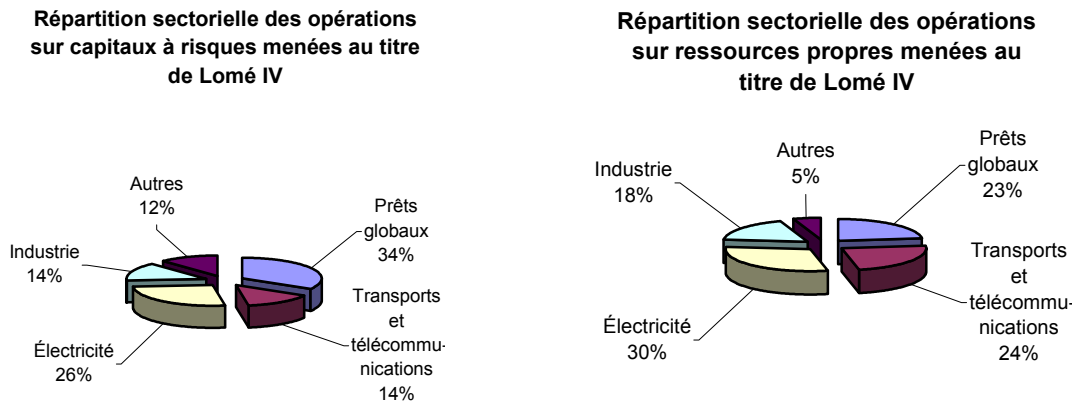 Répartition sectorielle des opérations
sur capitaux à risques menées au titre
de Lomé IV
Autres
12%
Prêts
globaux
34%
Industrie
14%
Transports
et
télécommu-
nications
14%
Électricité
26%
Répartition sectorielle des opérations
sur ressources propres menées au
titre de Lomé IV
Autres
5%
Prêts
globaux
23%
Industrie
18%
Transports
et
télécommu-
nications
24%
Électricité
30%